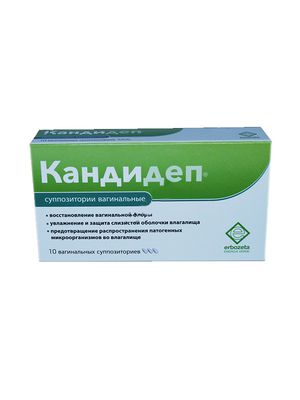 Кандидеп®
суппозитории вагинальные
• восстановление вагинальной флоры
• увлажнение и защита слизистой оболочки влагалища
• предотвращение распространения патогенных
микроорганизмов во влагалище
10 вагинальных суппозиториев
erbozeta